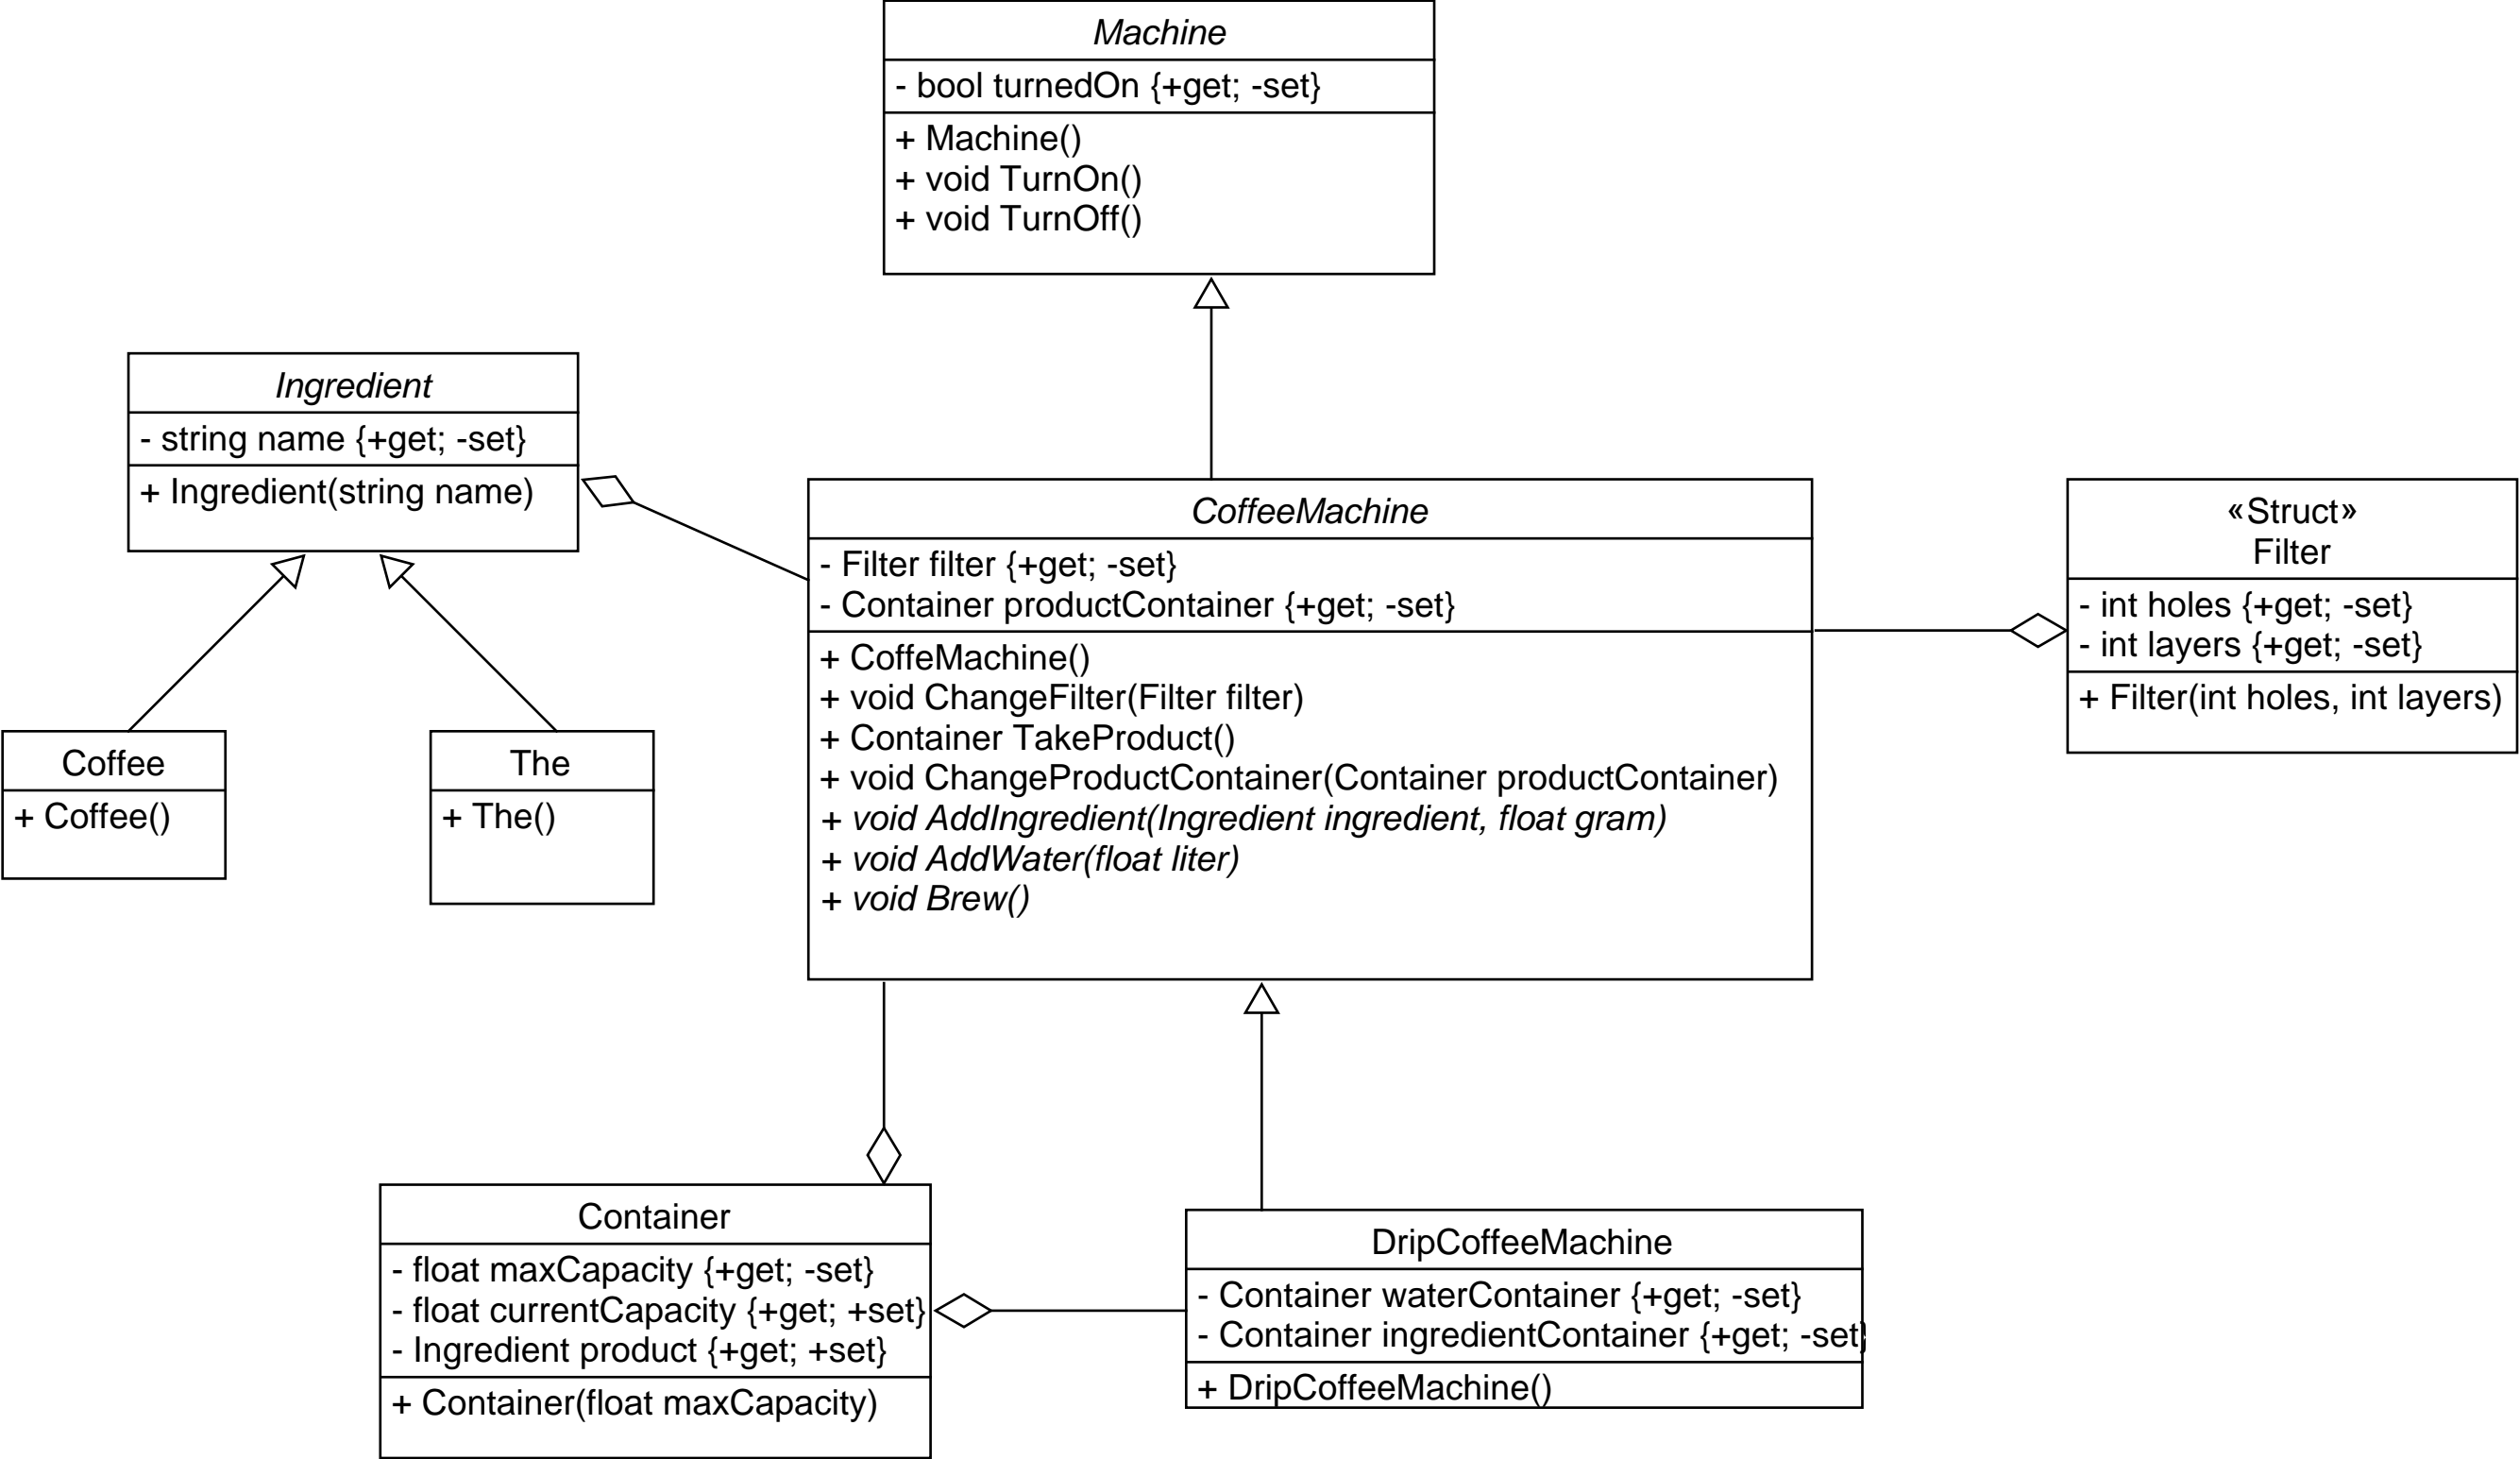 Machine
- bool turnedOn {+get; -set}
+ Machine()
+ void TurnOn()
+ void TurnOff()
Ingredient
- string name {+get; -set}
+ Ingredient(string name)
CoffeeMachine
- Filter filter {+get; -set}
- Container productContainer {+get; -set}
+ CoffeMachine()
+ void ChangeFilter(Filter filter)
+ Container TakeProduct()
+ void ChangeProductContainer(Container productContainer)
+ void AddIngredient(Ingredient ingredient, float gram)
+ void AddWater(float liter)
+ void Brew()
«Struct»
Filter
- int holes {+get; -set}
- int layers {+get; -set}
+ Filter(int holes, int layers)
Coffee
+ Coffee()
The
+ The()
Container
- float maxCapacity {+get; -set}
- float currentCapacity {+get; +set}
- Ingredient product {+get; +set}
+ Container(float maxCapacity)
DripCoffeeMachine
- Container waterContainer {+get; -set}
- Container ingredientContainer {+get; -set}
+ DripCoffeeMachine()